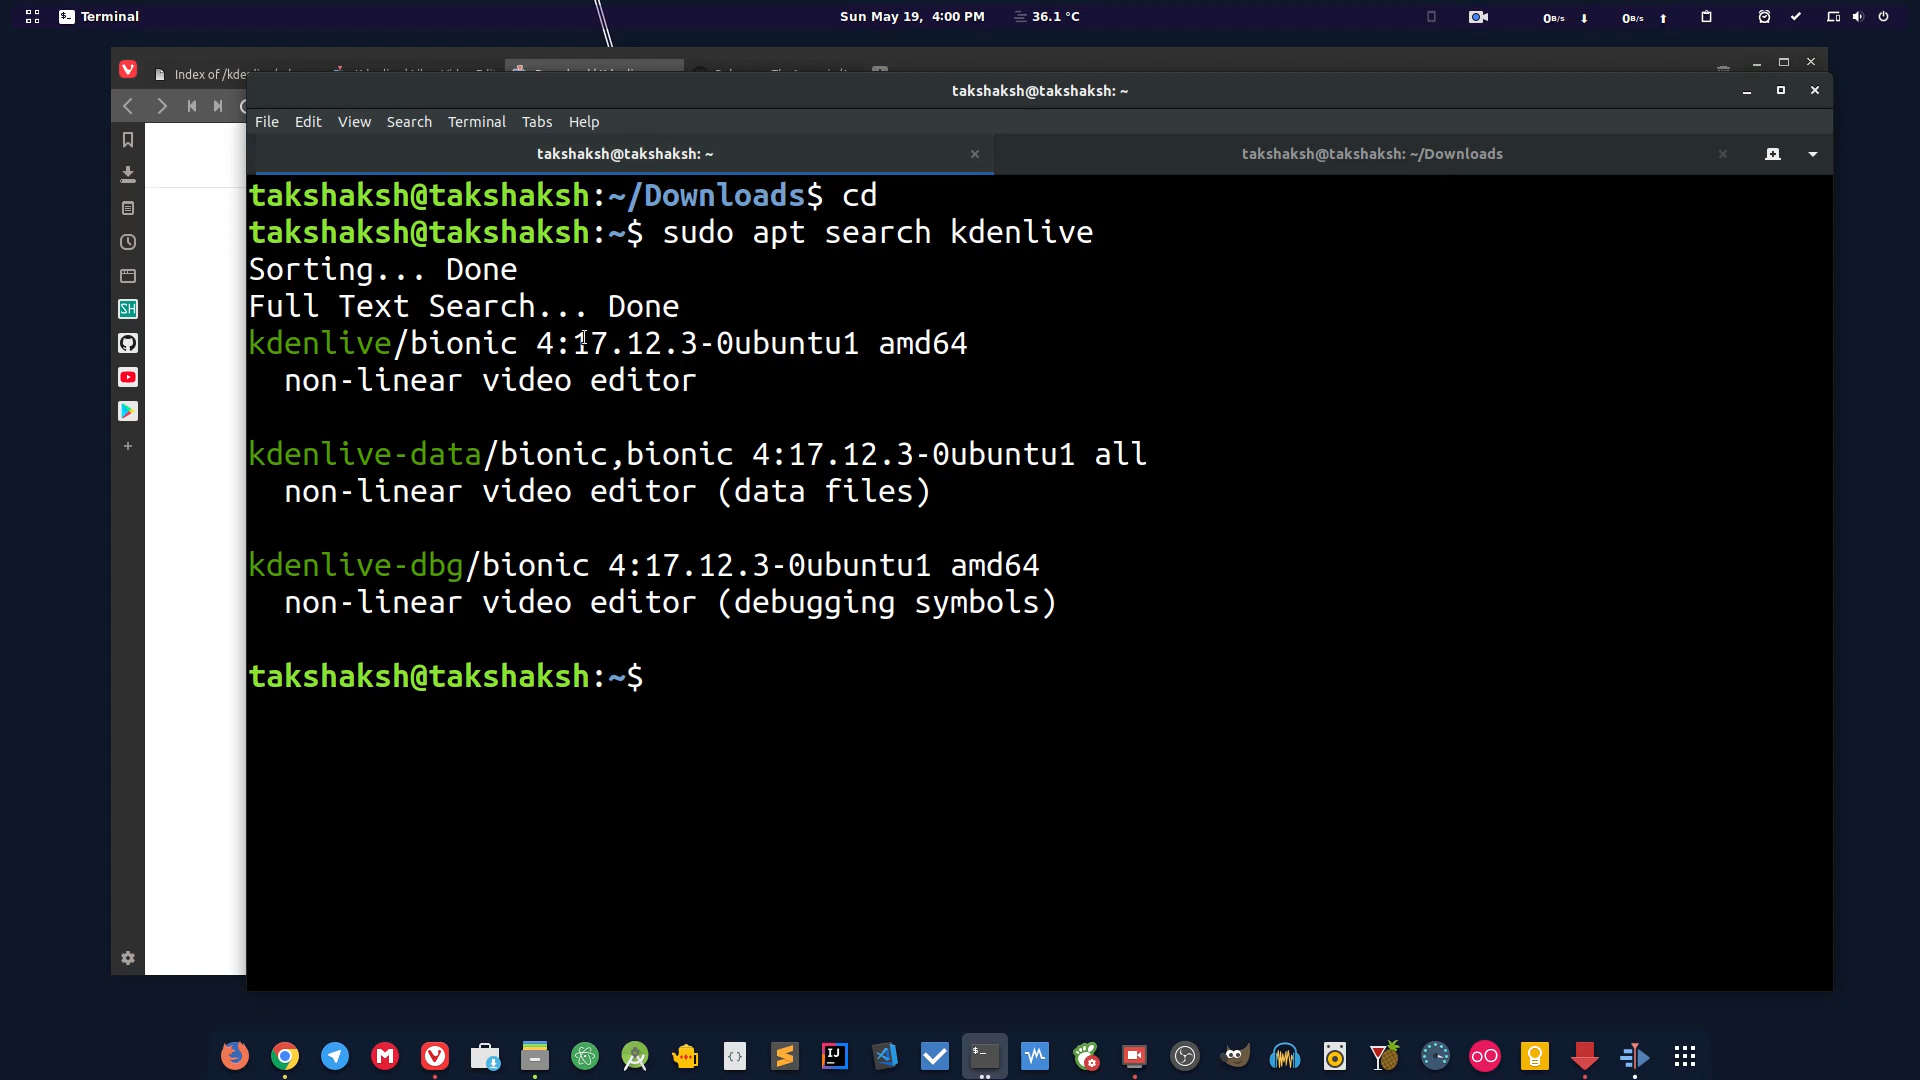 Terminal
Sun May 19, 4:00 PM 36.1 °C
0B/s 0B/s
Index of /kde
takshaksh@takshaksh: ~
File Edit View Search Terminal Tabs Help
takshaksh@takshaksh: ~
takshaksh@takshaksh: ~/Downloads
takshaksh@takshaksh:~/Downloads$ cd
takshaksh@takshaksh:~$ sudo apt search kdenlive
Sorting... Done
Full Text Search... Done
kdenlive/bionic 4:17.12.3-0ubuntu1 amd64
non-linear video editor
kdenlive-data/bionic,bionic 4:17.12.3-0ubuntu1 all
non-linear video editor (data files)
kdenlive-dbg/bionic 4:17.12.3-0ubuntu1 amd64
non-linear video editor (debugging symbols)
takshaksh@takshaksh:~$
SH
IJ